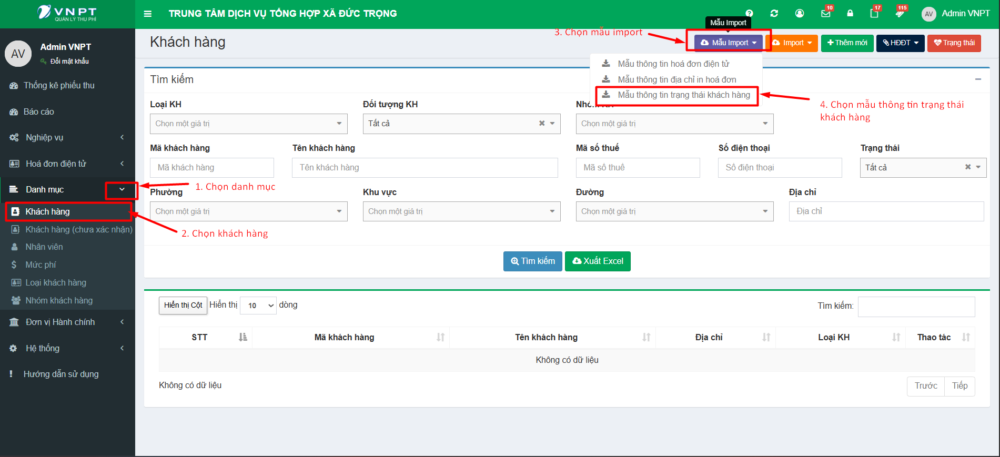 VNPT
QUẢN LÝ THU PHÍ
TRUNG TÂM DỊCH VỤ TỔNG HỢP XÃ ĐỨC TRỌNG
10
17
115
AV
Admin VNPT
AV
Admin VNPT
Đổi mật khẩu
Thống kê phiếu thu
Báo cáo
Nghiệp vụ
Hoá đơn điện tử
Danh mục
Khách hàng
Khách hàng (chưa xác nhận)
Nhân viên
Mức phí
Loại khách hàng
Nhóm khách hàng
Đơn vị Hành chính
Hệ thống
Hướng dẫn sử dụng
1. Chọn danh mục
2. Chọn khách hàng
Khách hàng
Mẫu Import
3. Chọn mẫu import
Mẫu Import
Import
Thêm mới
HĐĐT
Trạng thái
Mẫu thông tin hoá đơn điện tử
Mẫu thông tin địa chỉ in hoá đơn
Mẫu thông tin trạng thái khách hàng
4. Chọn mẫu thông tin trạng thái
khách hàng
Tìm kiếm
Loại KH
Đối tượng KH
Nhóm KH
Chọn một giá trị
Tất cả
Chọn một giá trị
Mã khách hàng
Tên khách hàng
Mã số thuế
Số điện thoại
Trạng thái
Mã khách hàng
Tên khách hàng
Mã số thuế
Số điện thoại
Tất cả
Phường
Khu vực
Đường
Địa chỉ
Chọn một giá trị
Chọn một giá trị
Chọn một giá trị
Địa chỉ
Tìm kiếm
Xuất Excel
Hiển thị Cột
Hiển thị 10 dòng
Tìm kiếm:
STT
Mã khách hàng
Tên khách hàng
Địa chỉ
Loại KH
Thao tác
Không có dữ liệu
Không có dữ liệu
Trước
Tiếp